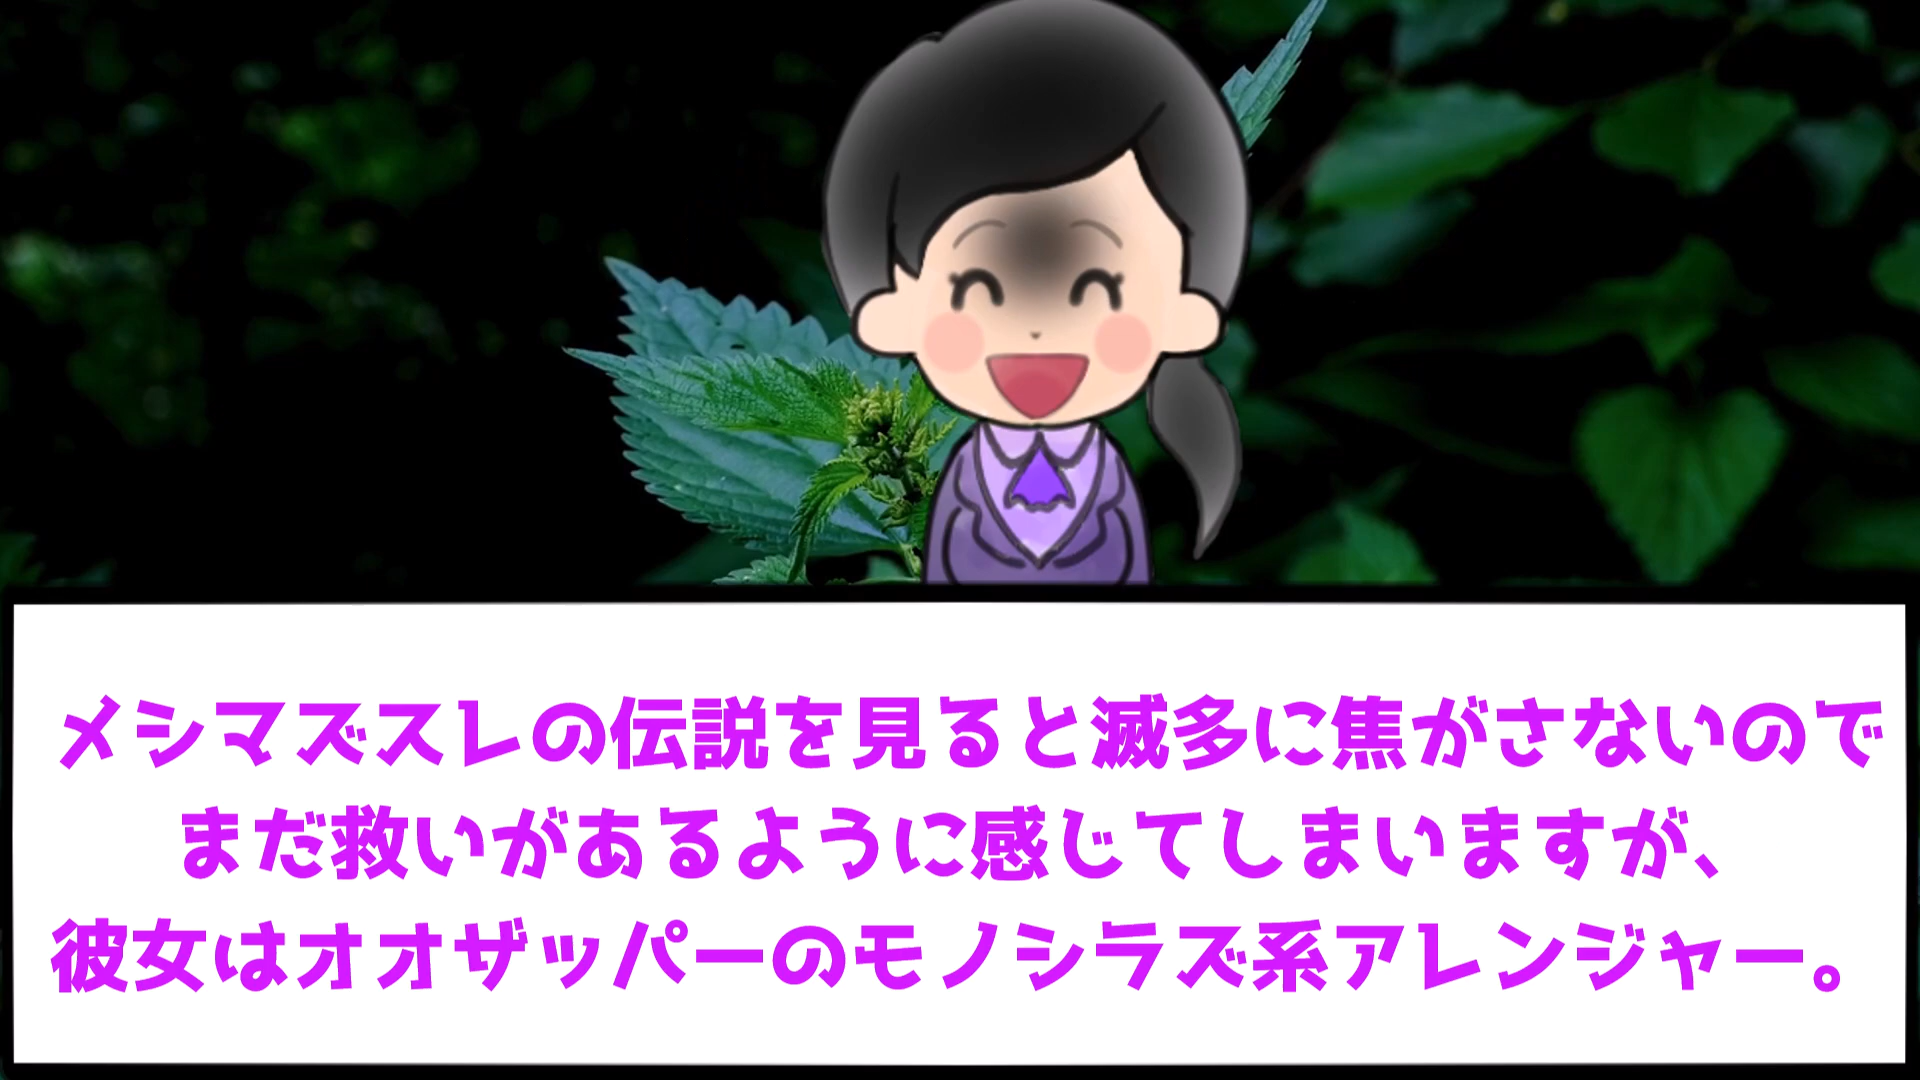 メシマズスレの伝説を見ると滅多に焦がさないので
まだ救いがあるように感じてしまいますが、
彼女はオオザッパーのモノシラズ系アレンジャー。